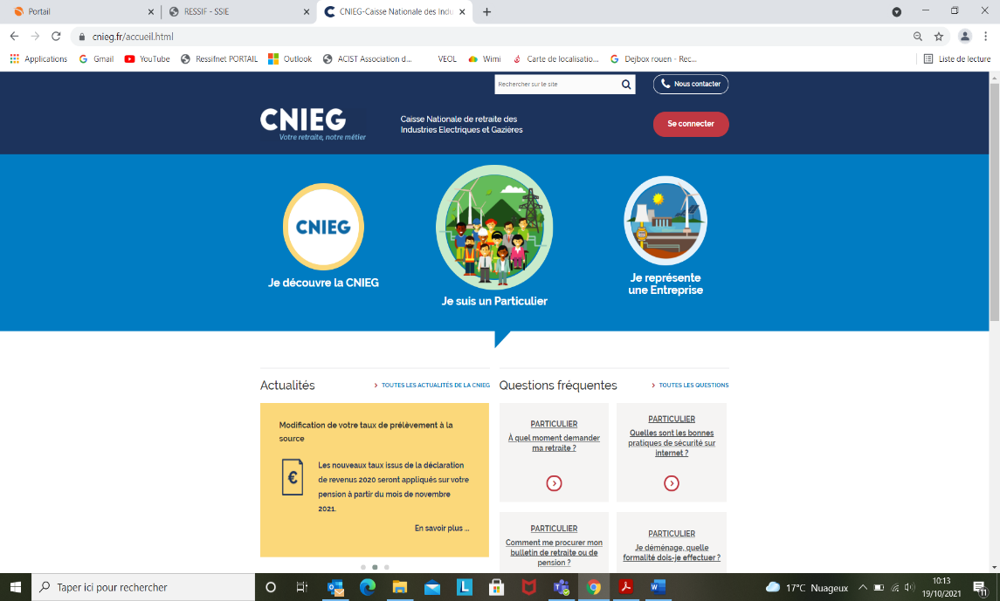 Portail
RESSIF - SSIE
CNIEG-Caisse Nationale des Indu
cnieg.fr/accueil.html
Applications
Gmail
YouTube
Ressifnet PORTAIL
Outlook
ACIST Association d...
VEOL
Wimi
Carte de localisatio...
Dejbox rouen - Rec...
Liste de lecture
Rechercher sur le site
Nous contacter
CNIEG
Votre retraite, notre métier
Caisse Nationale de retraite des
Industries Electriques et Gazières
Se connecter
CNIEG
Je découvre la CNIEG
Je suis un Particulier
Je représente
une Entreprise
Actualités
TOUTES LES ACTUALITÉS DE LA CNIEG
Questions fréquentes
TOUTES LES QUESTIONS
Modification de votre taux de prélèvement à la
source
€
Les nouveaux taux issus de la déclaration
de revenus 2020 seront appliqués sur votre
pension à partir du mois de novembre
2021.
En savoir plus ...
PARTICULIER
À quel moment demander
ma retraite ?
PARTICULIER
Quelles sont les bonnes
pratiques de sécurité sur
internet ?
PARTICULIER
Comment me procurer mon
bulletin de retraite ou de
pension ?
PARTICULIER
Je déménage, quelle
formalité dois-je effectuer ?
Taper ici pour rechercher
L
W
17°C Nuageux
10:13
19/10/2021
11